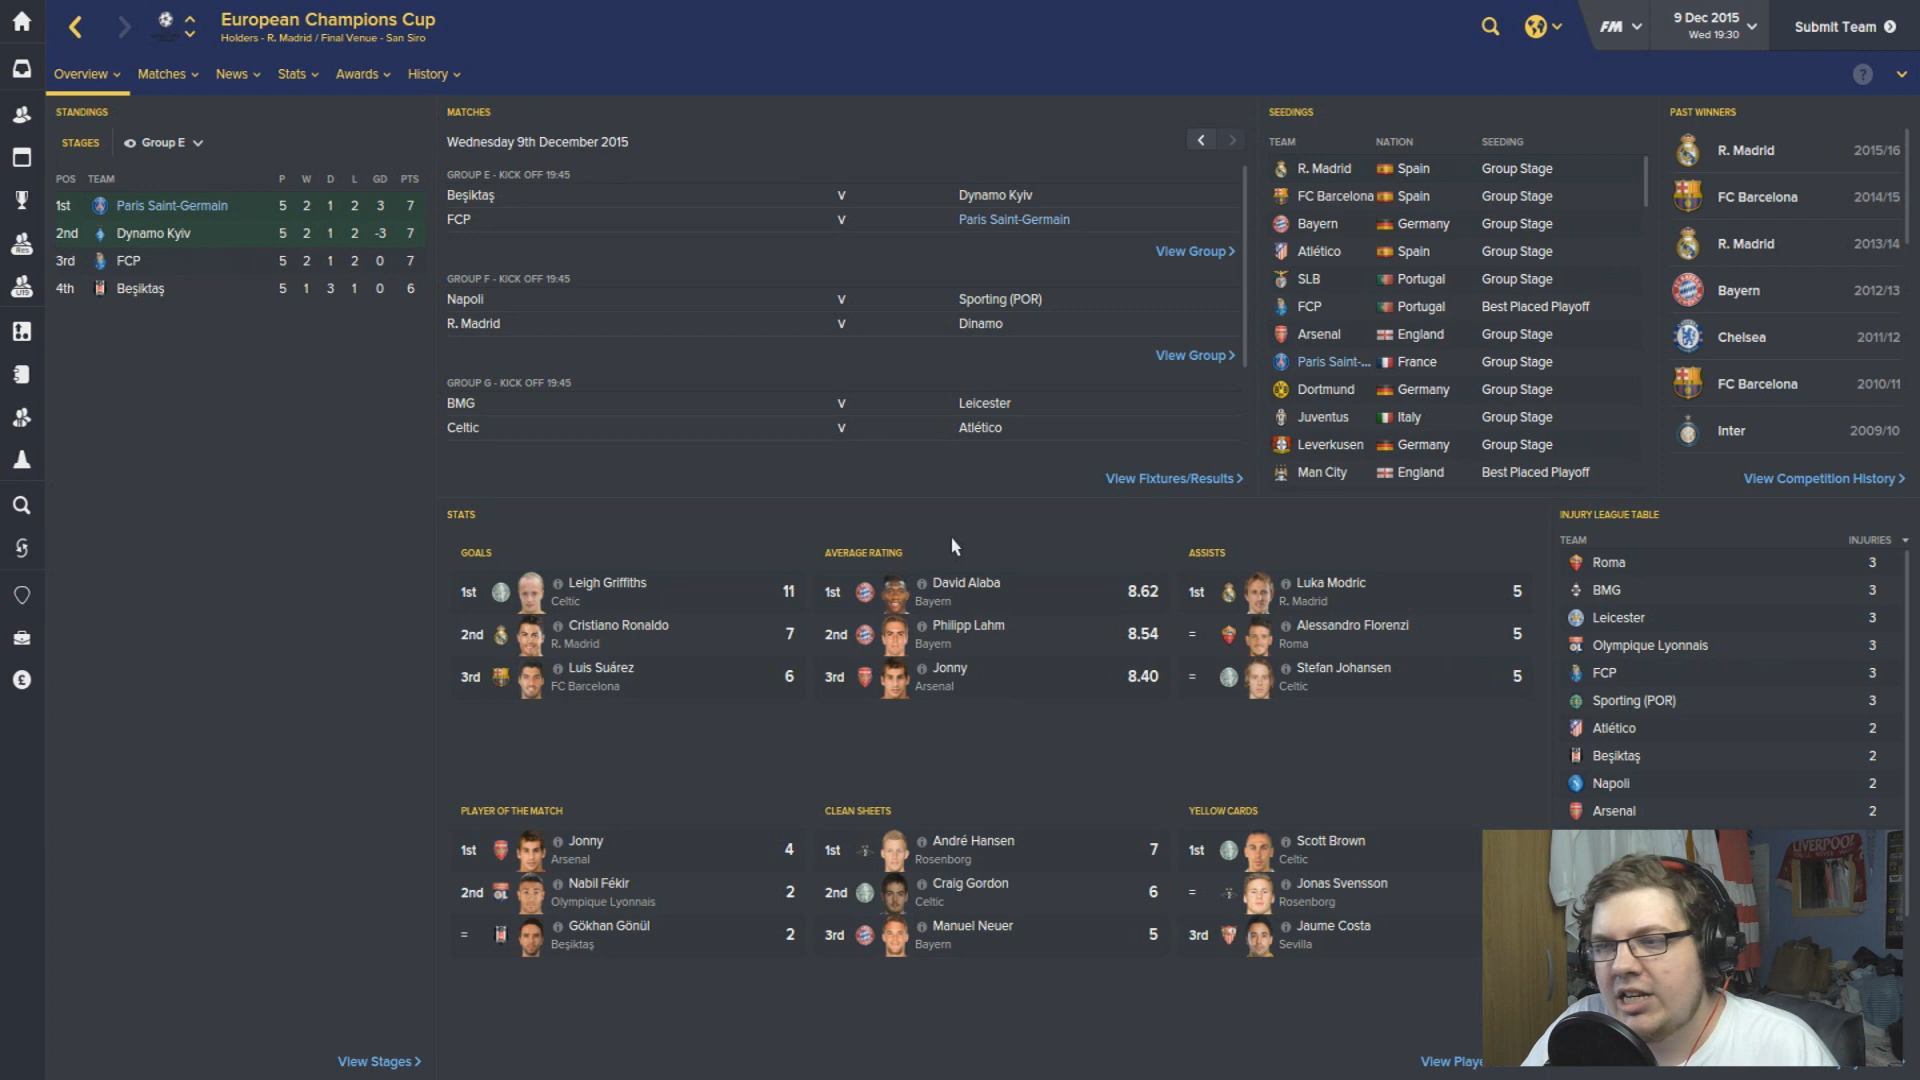 European Champions Cup
Holders - R. Madrid / Final Venue - San Siro
FM
9 Dec 2015
Wed 19:30
Submit Team
Overview
Matches
News
Stats
Awards
History
?
STANDINGS
STAGES
Group E
POS TEAM P W D L GD PTS
1st Paris Saint-Germain 5 2 1 2 3 7
2nd Dynamo Kyiv 5 2 1 2 -3 7
3rd FCP 5 2 1 2 0 7
4th Beşiktaş 5 1 3 1 0 6
View Stages
MATCHES
Wednesday 9th December 2015
GROUP E - KICK OFF 19:45
Beşiktaş v Dynamo Kyiv
FCP v Paris Saint-Germain
View Group
GROUP F - KICK OFF 19:45
Napoli v Sporting (POR)
R. Madrid v Dinamo
View Group
GROUP G - KICK OFF 19:45
BMG v Leicester
Celtic v Atlético
View Fixtures/Results
SEEDINGS
TEAM NATION SEEDING
R. Madrid Spain Group Stage
FC Barcelona Spain Group Stage
Bayern Germany Group Stage
Atlético Spain Group Stage
SLB Portugal Group Stage
FCP Portugal Best Placed Playoff
Arsenal England Group Stage
Paris Saint-... France Group Stage
Dortmund Germany Group Stage
Juventus Italy Group Stage
Leverkusen Germany Group Stage
Man City England Best Placed Playoff
PAST WINNERS
R. Madrid 2015/16
FC Barcelona 2014/15
R. Madrid 2013/14
Bayern 2012/13
Chelsea 2011/12
FC Barcelona 2010/11
Inter 2009/10
View Competition History
STATS
GOALS
1st Leigh Griffiths 11
Celtic
2nd Cristiano Ronaldo 7
R. Madrid
3rd Luis Suárez 6
FC Barcelona
AVERAGE RATING
1st David Alaba 8.62
Bayern
2nd Philipp Lahm 8.54
Bayern
3rd Jonny 8.40
Arsenal
ASSISTS
1st Luka Modric 5
R. Madrid
= Alessandro Florenzi 5
Roma
= Stefan Johansen 5
Celtic
PLAYER OF THE MATCH
1st Jonny 4
Arsenal
2nd Nabil Fékir 2
Olympique Lyonnais
= Gökhan Gönül 2
Beşiktaş
CLEAN SHEETS
1st André Hansen 7
Rosenborg
2nd Craig Gordon 6
Celtic
3rd Manuel Neuer 5
Bayern
YELLOW CARDS
1st Scott Brown
Celtic
= Jonas Svensson
Rosenborg
3rd Jaume Costa
Sevilla
View Playe
INJURY LEAGUE TABLE
TEAM INJURIES
Roma 3
BMG 3
Leicester 3
Olympique Lyonnais 3
FCP 3
Sporting (POR) 3
Atlético 2
Beşiktaş 2
Napoli 2
Arsenal 2
LIVERPOOL
Res
U19